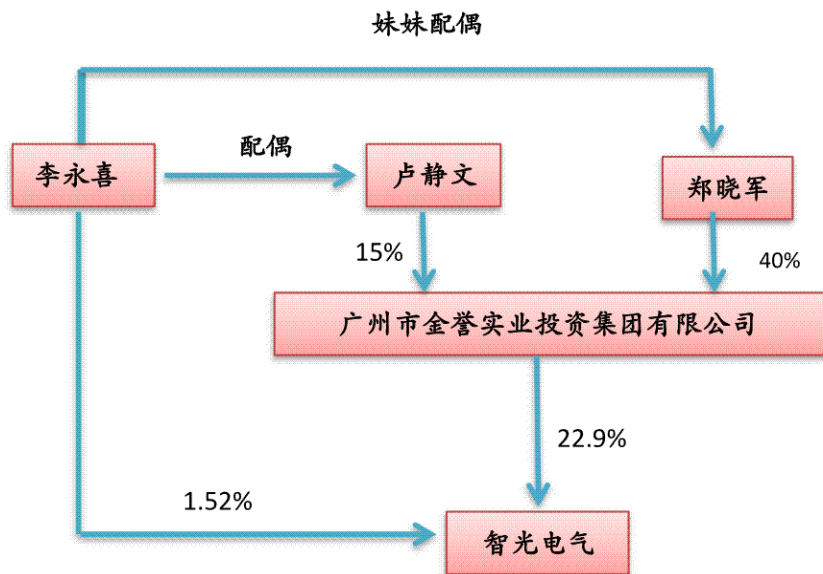 妹妹配偶
李永喜
配偶
卢静文
郑晓军
15%
40%
广州市金誉实业投资集团有限公司
22.9%
1.52%
智光电气